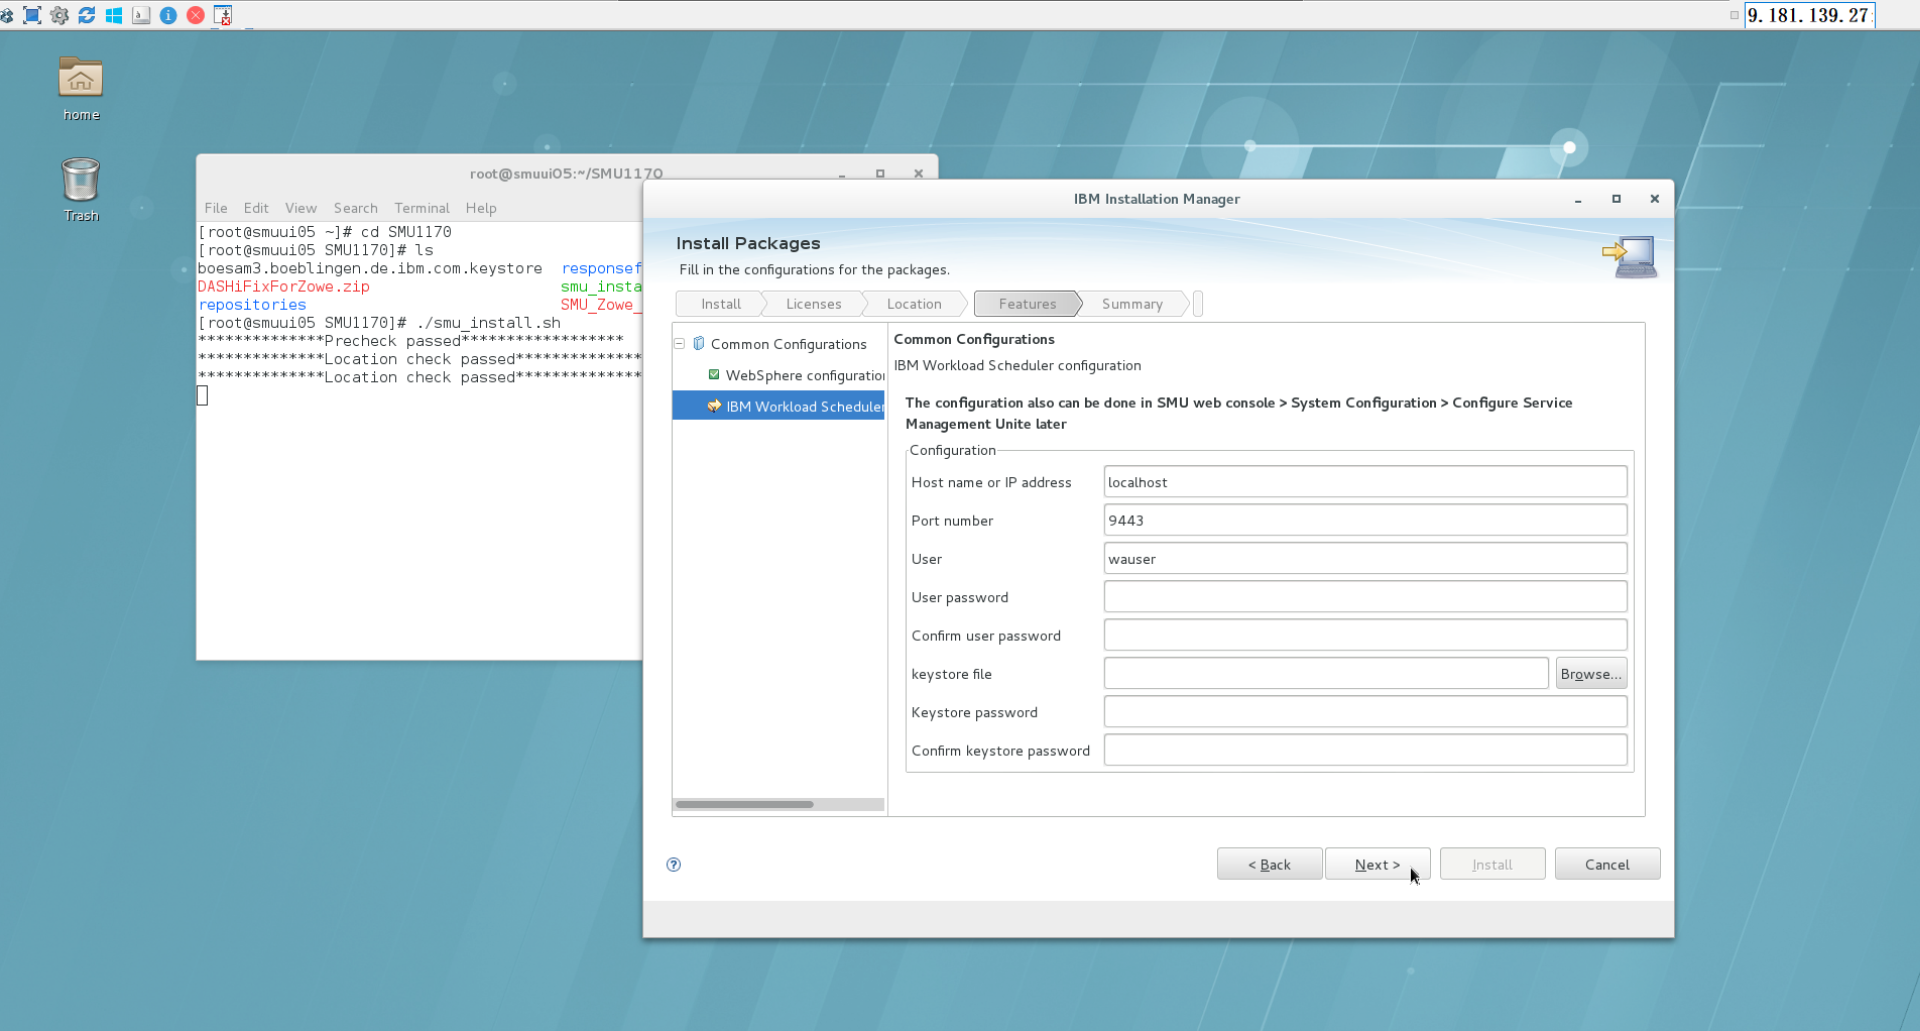 9.181.139.27
home
Trash
root@smuui05:~/SMU1170
File Edit View Search Terminal Help
[root@smuui05 ~]# cd SMU1170
[root@smuui05 SMU1170]# ls
boesam3.boeblingen.de.ibm.com.keystore responsef
DASHiFixForZowe.zip smu_insta
repositories SMU_Zowe_
[root@smuui05 SMU1170]# ./smu_install.sh
**************Precheck passed******************
**************Location check passed**************
**************Location check passed**************
IBM Installation Manager
Install Packages
Fill in the configurations for the packages.
Install Licenses Location Features Summary
Common Configurations
WebSphere configuratio
IBM Workload Scheduler
Common Configurations
IBM Workload Scheduler configuration
The configuration also can be done in SMU web console > System Configuration > Configure Service
Management Unite later
Configuration
Host name or IP address localhost
Port number 9443
User wauser
User password
Confirm user password
keystore file Browse...
Keystore password
Confirm keystore password
< Back Next > Install Cancel